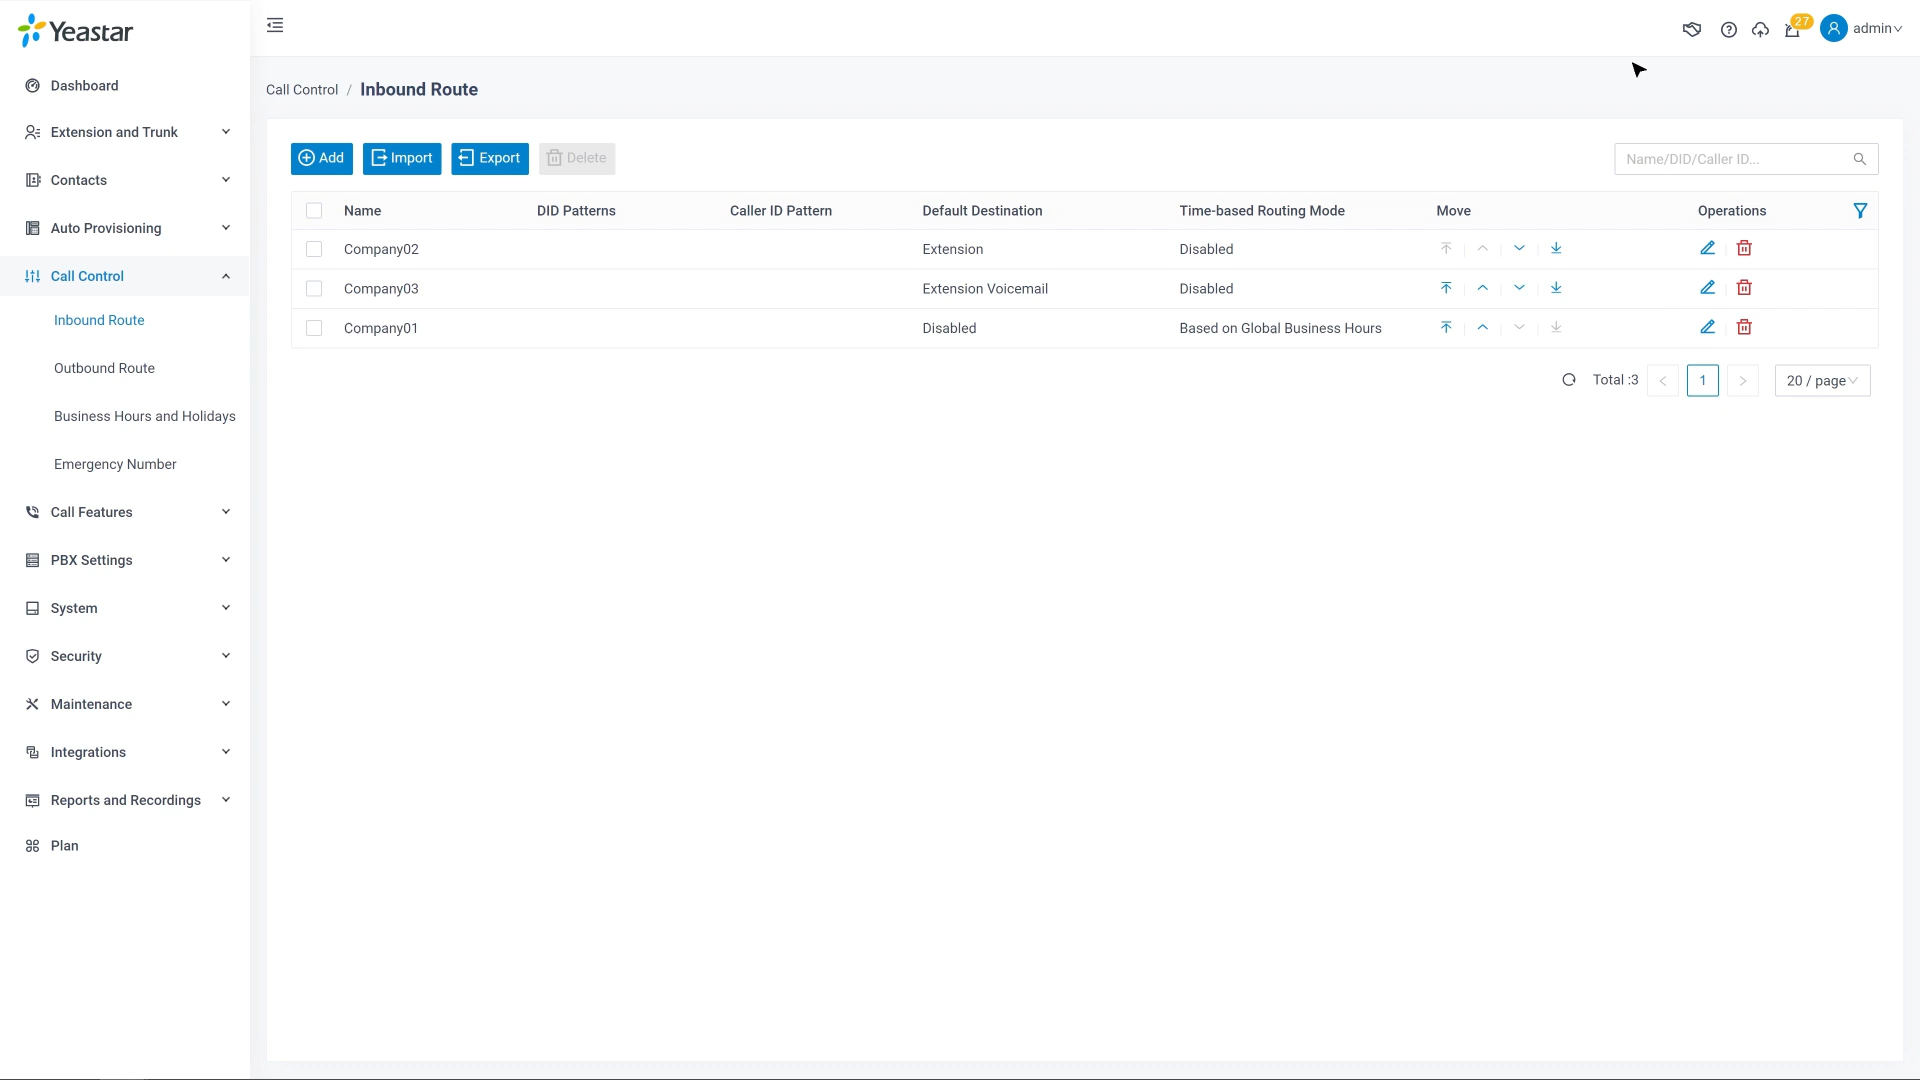 Yeastar
27
admin
Dashboard
Extension and Trunk
Contacts
Auto Provisioning
Call Control
Inbound Route
Outbound Route
Business Hours and Holidays
Emergency Number
Call Features
PBX Settings
System
Security
Maintenance
Integrations
Reports and Recordings
Plan
Call Control / Inbound Route
Add Import Export Delete
Name/DID/Caller ID...
Name DID Patterns Caller ID Pattern Default Destination Time-based Routing Mode Move Operations
Company02 Extension Disabled
Company03 Extension Voicemail Disabled
Company01 Disabled Based on Global Business Hours
Total :3 < 1 > 20 / page